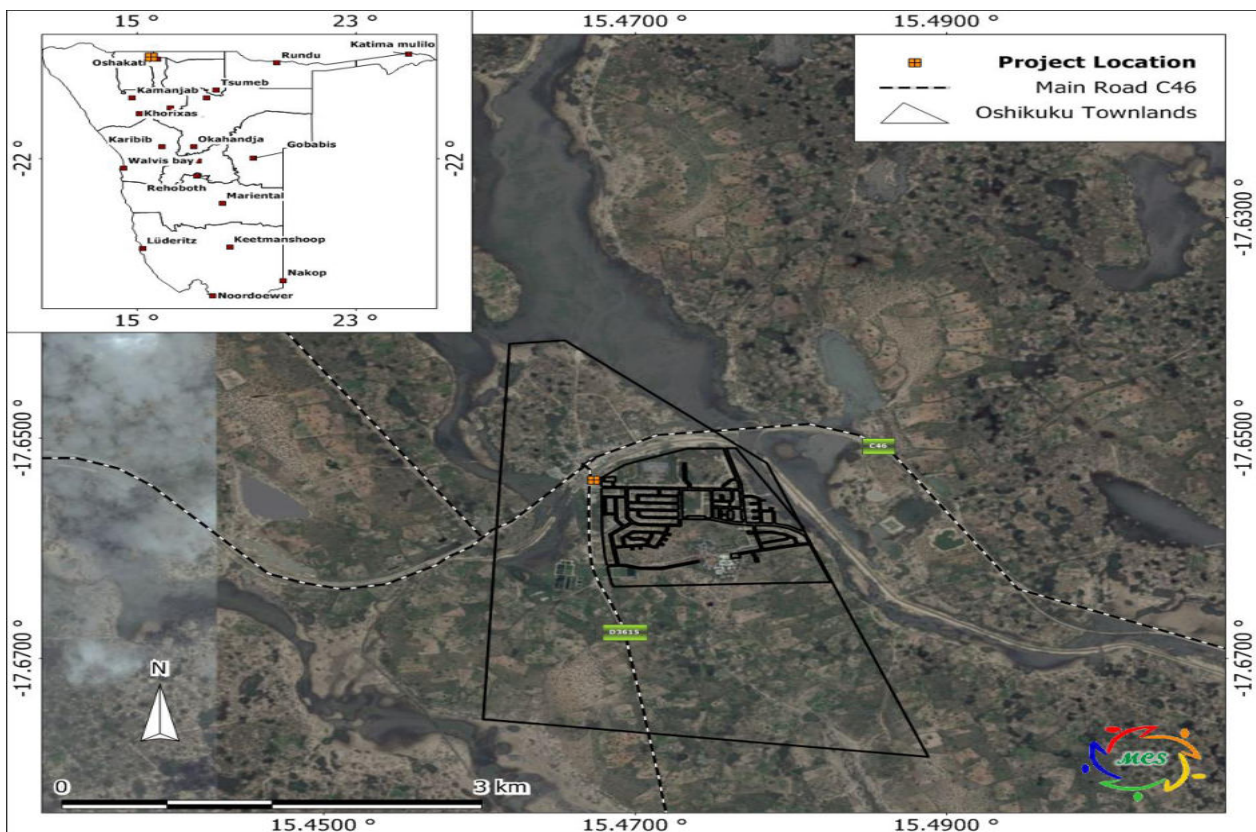 15 °
23 °
Katima mulilo
Rundu
Oshakati
Tsumeb
Kamanjab
Khorixas
Karibib
Okahandja
Gobabis
Walvis bay
Rehoboth
Mariental
Lüderitz
Keetmanshoop
Nakop
Noordoewer
-22 °
-22 °
15 °
23 °
15.4700 °
15.4900 °
Project Location
Main Road C46
Oshikuku Townlands
-17.6300 °
-17.6500 °
-17.6500 °
C46
D3615
-17.6700 °
-17.6700 °
N
0
3 km
MCS
15.4500 °
15.4700 °
15.4900 °